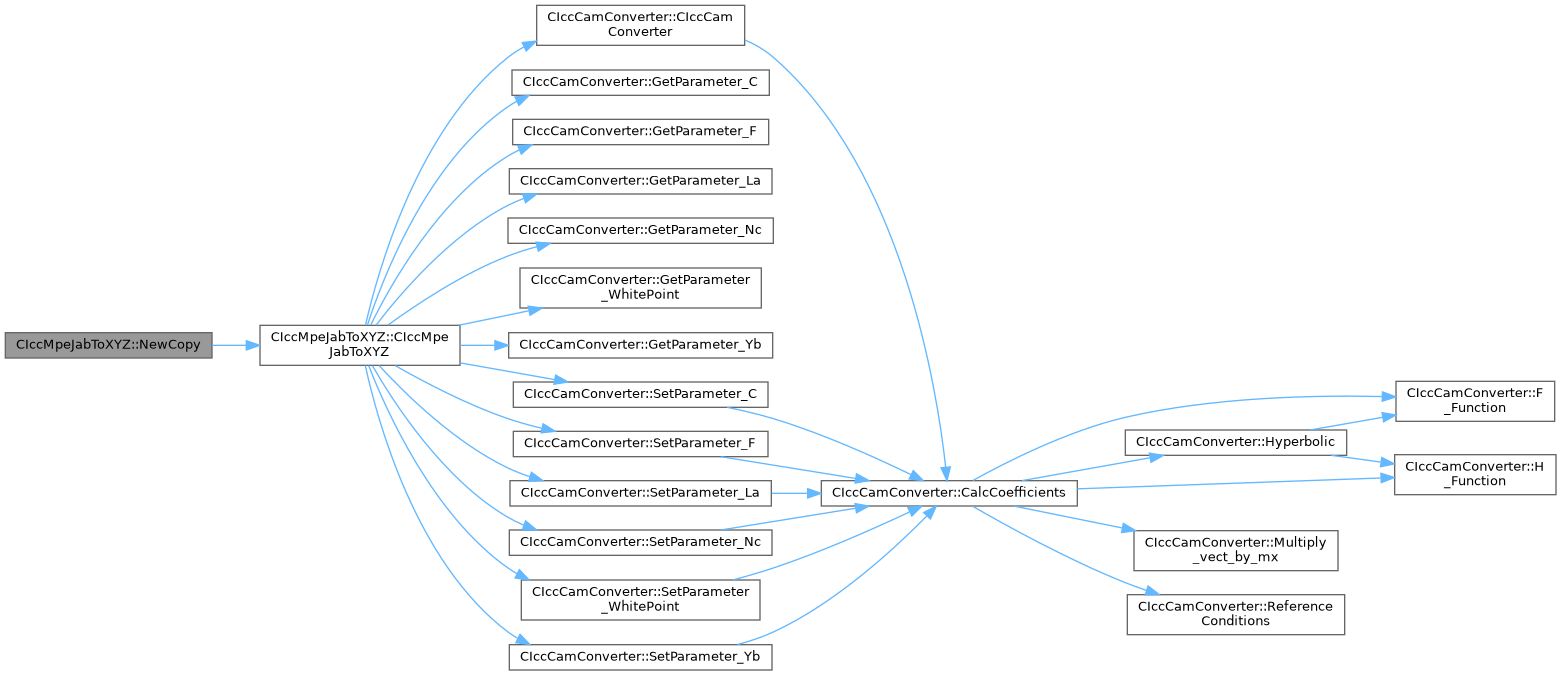 CIccMpeJabToXYZ::NewCopy
CIccMpeJabToXYZ::CIccMpe
JabToXYZ
CIccCamConverter::CIccCam
Converter
CIccCamConverter::GetParameter_C
CIccCamConverter::GetParameter_F
CIccCamConverter::GetParameter_La
CIccCamConverter::GetParameter_Nc
CIccCamConverter::GetParameter
_WhitePoint
CIccCamConverter::GetParameter_Yb
CIccCamConverter::SetParameter_C
CIccCamConverter::SetParameter_F
CIccCamConverter::SetParameter_La
CIccCamConverter::SetParameter_Nc
CIccCamConverter::SetParameter
_WhitePoint
CIccCamConverter::SetParameter_Yb
CIccCamConverter::CalcCoefficients
CIccCamConverter::F
_Function
CIccCamConverter::Hyperbolic
CIccCamConverter::H
_Function
CIccCamConverter::Multiply
_vect_by_mx
CIccCamConverter::Reference
Conditions